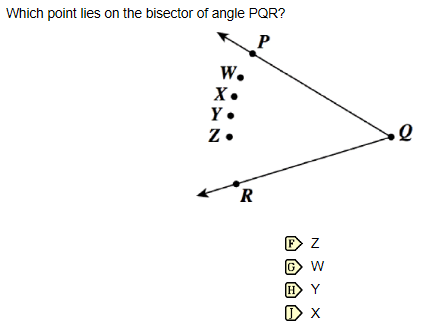 Which point lies on the bisector of angle PQR?
P
W
X
Y
Z
Q
R
F Z
G W
H Y
J X